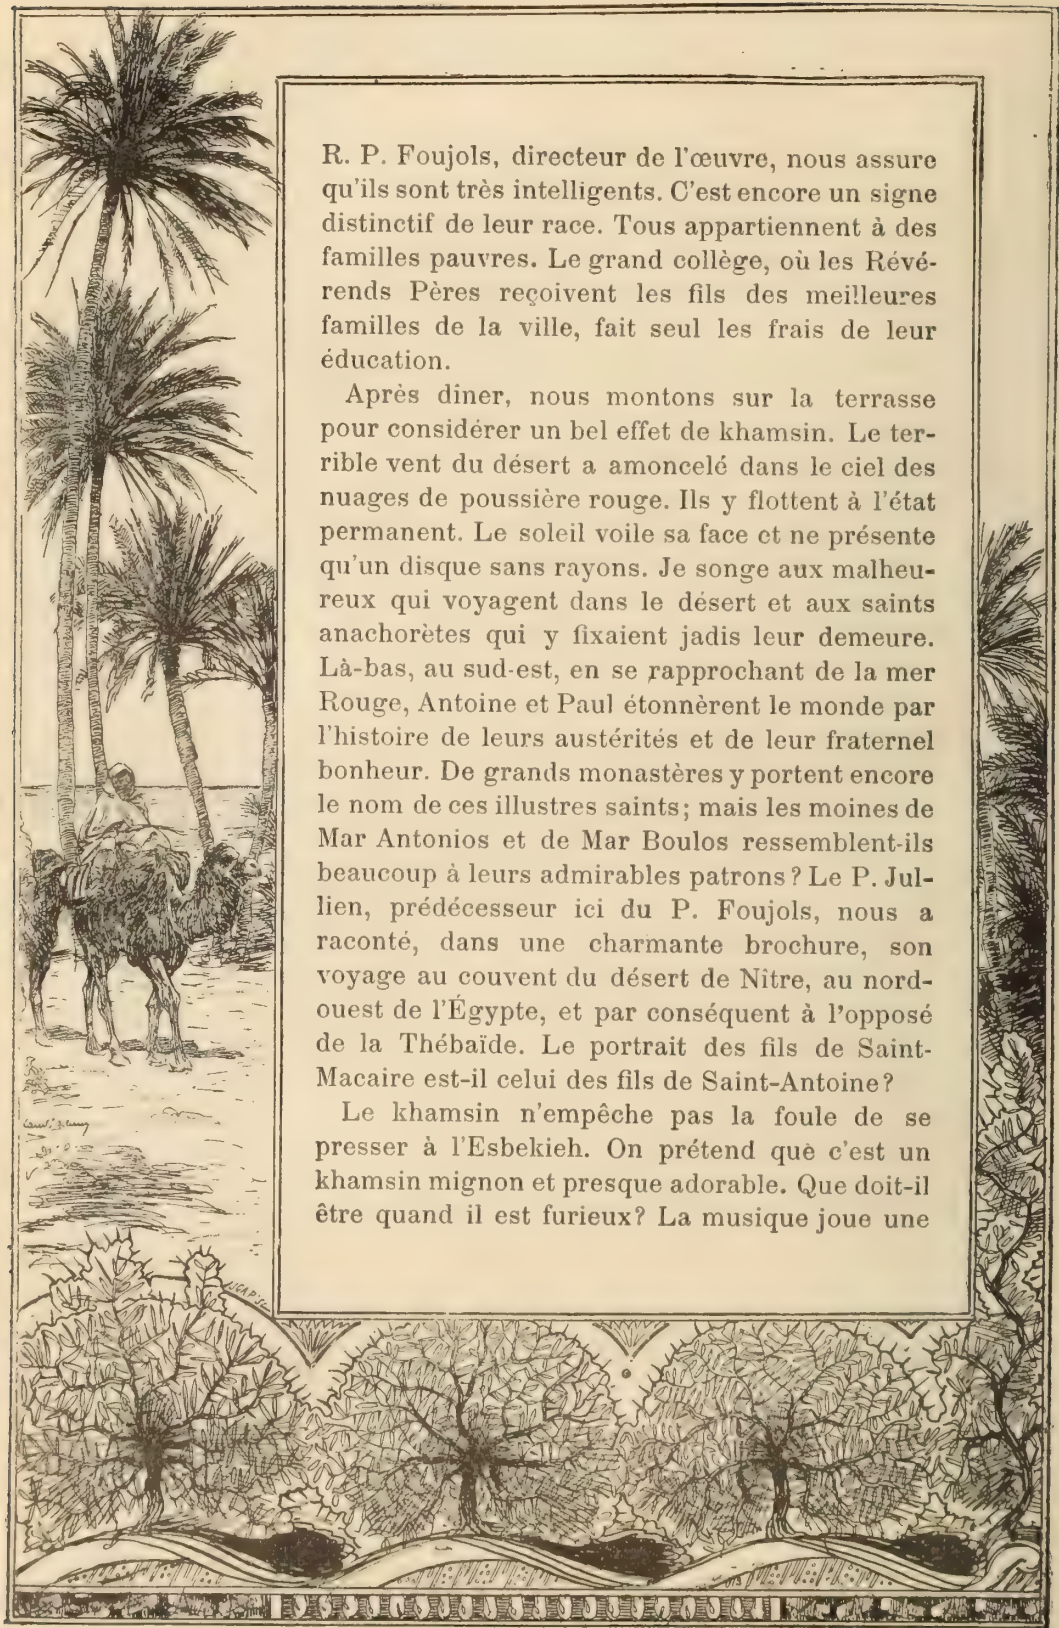 R. P. Foujols, directeur de l'œuvre, nous assure
qu'ils sont très intelligents. C'est encore un signe
distinctif de leur race. Tous appartiennent à des
familles pauvres. Le grand collège, où les Révé-
rends Pères reçoivent les fils des meilleures
familles de la ville, fait seul les frais de leur
éducation.
Après dîner, nous montons sur la terrasse
pour considérer un bel effet de khamsin. Le ter-
rible vent du désert a amoncelé dans le ciel des
nuages de poussière rouge. Ils y flottent à l'état
permanent. Le soleil voile sa face et ne présente
qu'un disque sans rayons. Je songe aux malheu-
reux qui voyagent dans le désert et aux saints
anachorètes qui y fixaient jadis leur demeure.
Là-bas, au sud-est, en se rapprochant de la mer
Rouge, Antoine et Paul étonnèrent le monde par
l'histoire de leurs austérités et de leur fraternel
bonheur. De grands monastères y portent encore
le nom de ces illustres saints; mais les moines de
Mar Antonios et de Mar Boulos ressemblent-ils
beaucoup à leurs admirables patrons? Le P. Jul-
lien, prédécesseur ici du P. Foujols, nous a
raconté, dans une charmante brochure, son
voyage au couvent du désert de Nître, au nord-
ouest de l'Égypte, et par conséquent à l'opposé
de la Thébaïde. Le portrait des fils de Saint-
Macaire est-il celui des fils de Saint-Antoine?
Le khamsin n'empêche pas la foule de se
presser à l'Esbekieh. On prétend què c'est un
khamsin mignon et presque adorable. Que doit-il
être quand il est furieux? La musique joue une